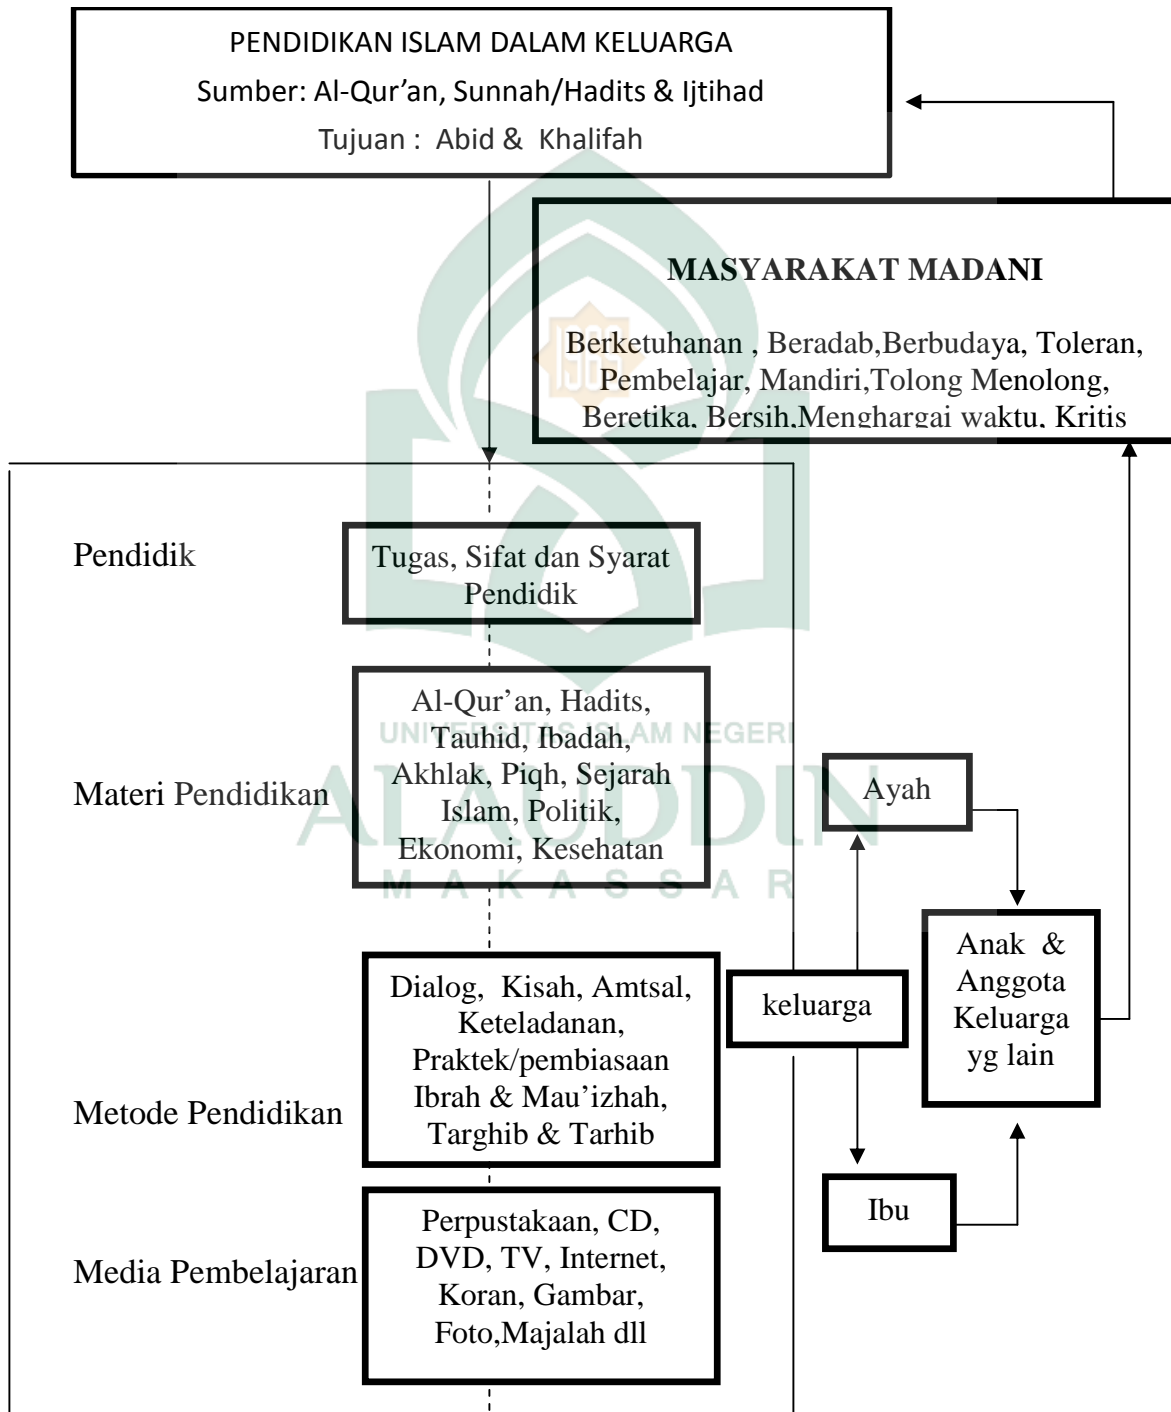 PENDIDIKAN ISLAM DALAM KELUARGA
Sumber: Al-Qur’an, Sunnah/Hadits & Ijtihad
Tujuan : Abid & Khalifah
MASYARAKAT MADANI
Berketuhanan , Beradab,Berbudaya, Toleran,
Pembelajar, Mandiri,Tolong Menolong,
Beretika, Bersih,Menghargai waktu, Kritis
1965
Pendidik
Tugas, Sifat dan Syarat
Pendidik
Materi Pendidikan
Al-Qur’an, Hadits,
Tauhid, Ibadah,
Akhlak, Piqh, Sejarah
Islam, Politik,
Ekonomi, Kesehatan
UNIVERSITAS ISLAM NEGERI
ALAUDDIN
MAKASSAR
Ayah
keluarga
Anak &
Anggota
Keluarga
yg lain
Ibu
Metode Pendidikan
Dialog, Kisah, Amtsal,
Keteladanan,
Praktek/pembiasaan
Ibrah & Mau’izhah,
Targhib & Tarhib
Media Pembelajaran
Perpustakaan, CD,
DVD, TV, Internet,
Koran, Gambar,
Foto,Majalah dll